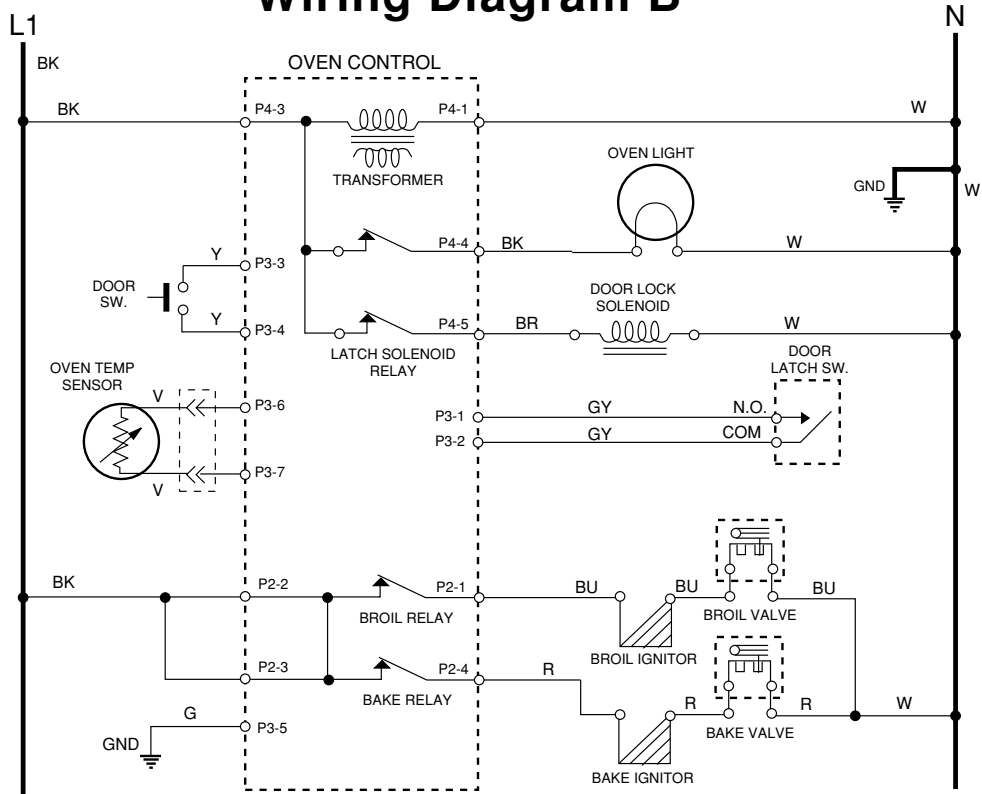 Wiring Diagram B
L1
N
BK
OVEN CONTROL
BK
P4-3
P4-1
W
TRANSFORMER
OVEN LIGHT
GND
W
P4-4
BK
W
Y
P3-3
DOOR
SW.
Y
P3-4
DOOR LOCK
SOLENOID
P4-5
BR
W
LATCH SOLENOID
RELAY
DOOR
LATCH SW.
OVEN TEMP
SENSOR
V
P3-6
P3-1
GY
N.O.
P3-2
GY
COM
P3-7
V
BK
P2-2
P2-1
BU
BU
BU
BROIL RELAY
BROIL VALVE
BROIL IGNITOR
P2-3
P2-4
R
BAKE RELAY
R
R
W
G
P3-5
BAKE VALVE
GND
BAKE IGNITOR